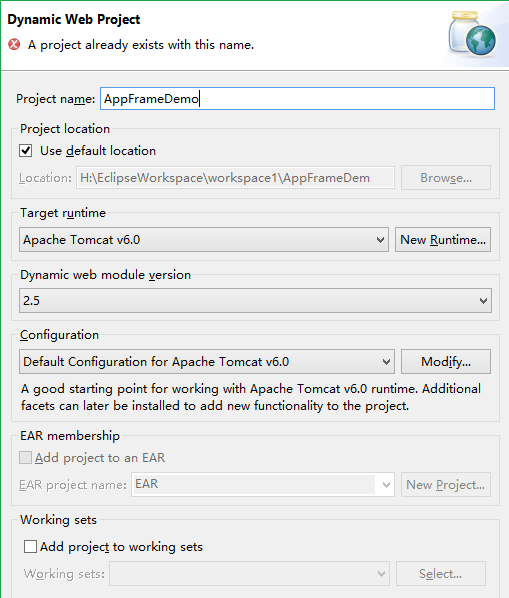 Dynamic Web Project
A project already exists with this name.
Project name: AppFrameDemo
Project location
Use default location
Location: H:\EclipseWorkspace\workspace1\AppFrameDem Browse...
Target runtime
Apache Tomcat v6.0 New Runtime...
Dynamic web module version
2.5
Configuration
Default Configuration for Apache Tomcat v6.0 Modify...
A good starting point for working with Apache Tomcat v6.0 runtime. Additional
facets can later be installed to add new functionality to the project.
EAR membership
Add project to an EAR
EAR project name: EAR New Project...
Working sets
Add project to working sets
Working sets: Select...